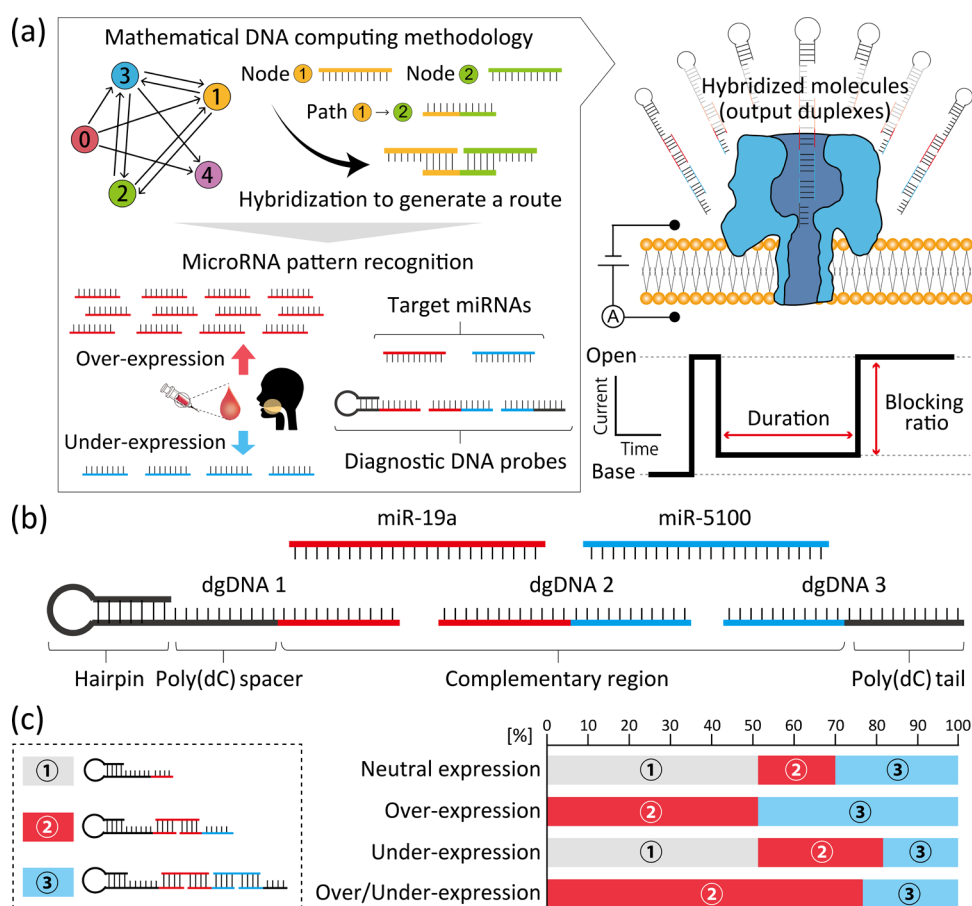 (a)
Mathematical DNA computing methodology
3
1
0
2
4
Node 1
Node 2
Path 1 → 2
Hybridization to generate a route
MicroRNA pattern recognition
Over-expression
Under-expression
Target miRNAs
Diagnostic DNA probes
Hybridized molecules
(output duplexes)
A
Open
Current
Time
Base
Duration
Blocking
ratio
(b)
miR-19a
miR-5100
dgDNA 1
dgDNA 2
dgDNA 3
Hairpin
Poly(dC) spacer
Complementary region
Poly(dC) tail
(c)
①
②
③
[%]
0 10 20 30 40 50 60 70 80 90 100
Neutral expression ① ② ③
Over-expression ② ③
Under-expression ① ② ③
Over/Under-expression ② ③